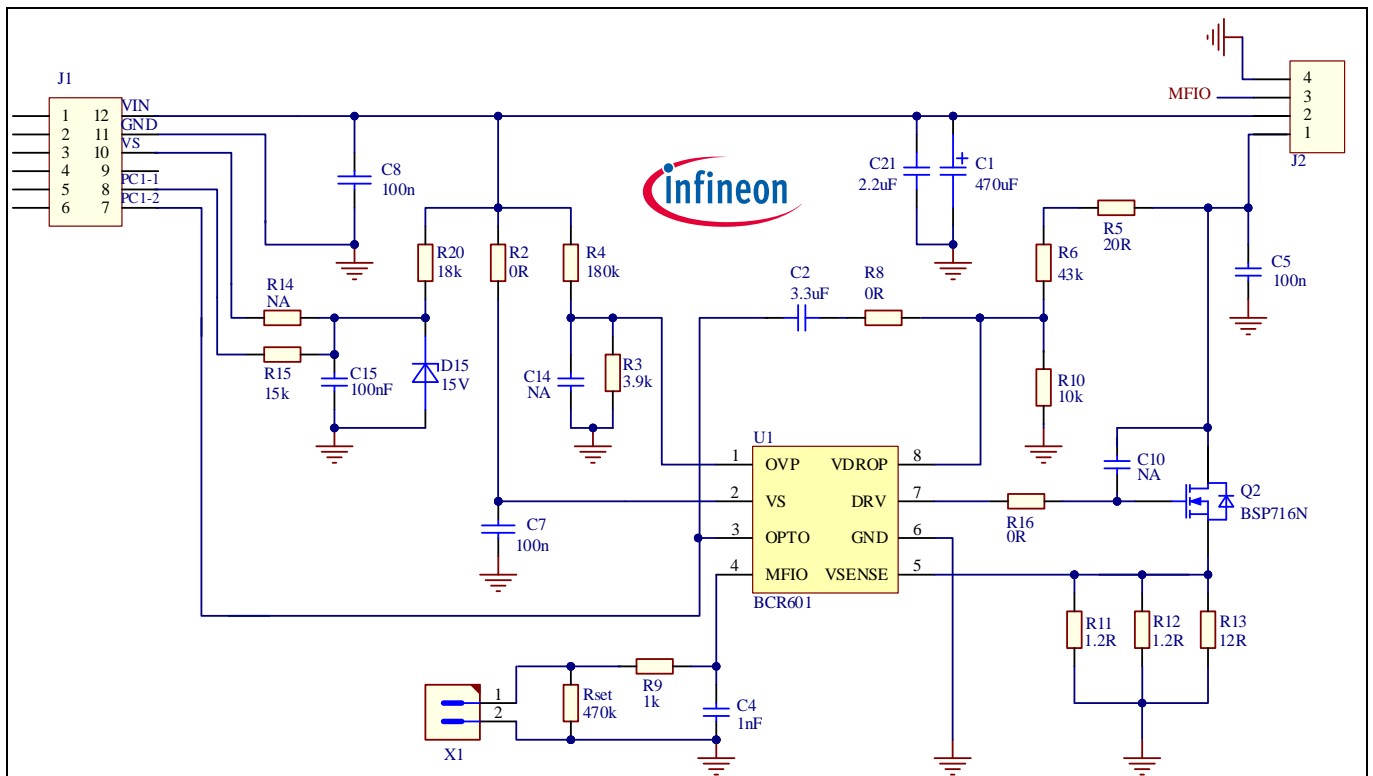 J1
1 12 VIN
2 11 GND
3 10 VS
4 9
5 8 PC1-1
6 7 PC1-2
C8
100n
infineon
C21
2.2uF
C1
470uF
+
MFIO
4
3
2
1
J2
R20
18k
R2
0R
R4
180k
R5
20R
R6
43k
C5
100n
C2
3.3uF
R8
0R
R14
NA
R15
15k
C15
100nF
D15
15V
C14
NA
R3
3.9k
R10
10k
U1
1 OVP VDROP 8
2 VS DRV 7
3 OPTO GND 6
4 MFIO VSENSE 5
BCR601
C7
100n
C10
NA
R16
0R
Q2
BSP716N
R11
1.2R
R12
1.2R
R13
12R
R9
1k
Rset
470k
C4
1nF
1
2
X1